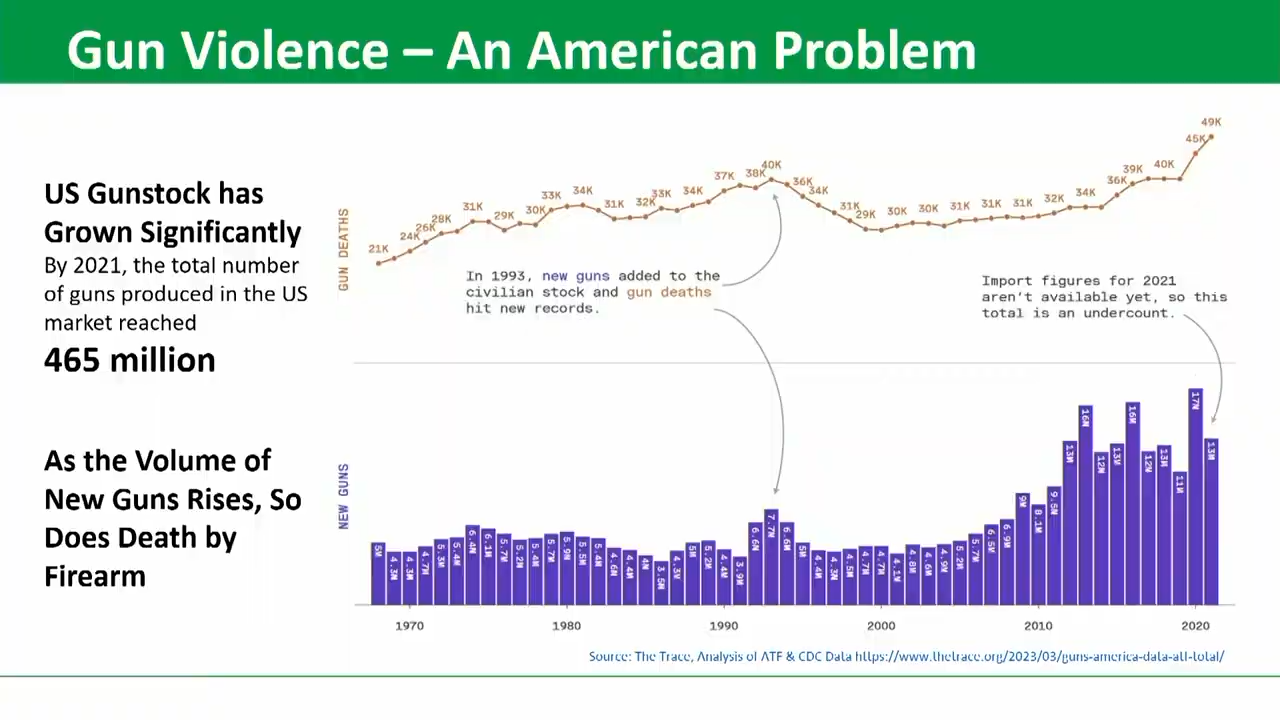 Gun Violence – An American Problem
US Gunstock has
Grown Significantly
By 2021, the total number
of guns produced in the US
market reached
465 million
As the Volume of
New Guns Rises, So
Does Death by
Firearm
GUN DEATHS
21K 24K 26K 28K 31K 29K 30K 33K 34K 31K 32K 33K 34K 37K 38K 40K 36K 34K 31K 29K 30K 30K 31K 31K 31K 32K 34K 36K 39K 40K 45K 49K
In 1993, new guns added to the
civilian stock and gun deaths
hit new records.
Import figures for 2021
aren't available yet, so this
total is an undercount.
NEW GUNS
5M 4.3M 4.3M 4.7M 5.3M 5.4M 6.4M 6.1M 5.7M 5.2M 5.4M 5.7M 5.9M 5.5M 5.4M 4.6M 4.4M 4M 3.5M 4.3M 5M 5.2M 4.4M 3.9M 6.6M 7.7M 6.6M 5M 4.4M 4.3M 4.5M 4.7M 4.7M 4.1M 4.8M 4.6M 4.9M 5.2M 5.7M 6.5M 6.9M 9M 8.1M 9.5M 13M 16M 12M 13M 16M 12M 13M 11M 17M 13M
1970 1980 1990 2000 2010 2020
Source: The Trace, Analysis of ATF & CDC Data https://www.thetrace.org/2023/03/guns-america-data-atf-total/